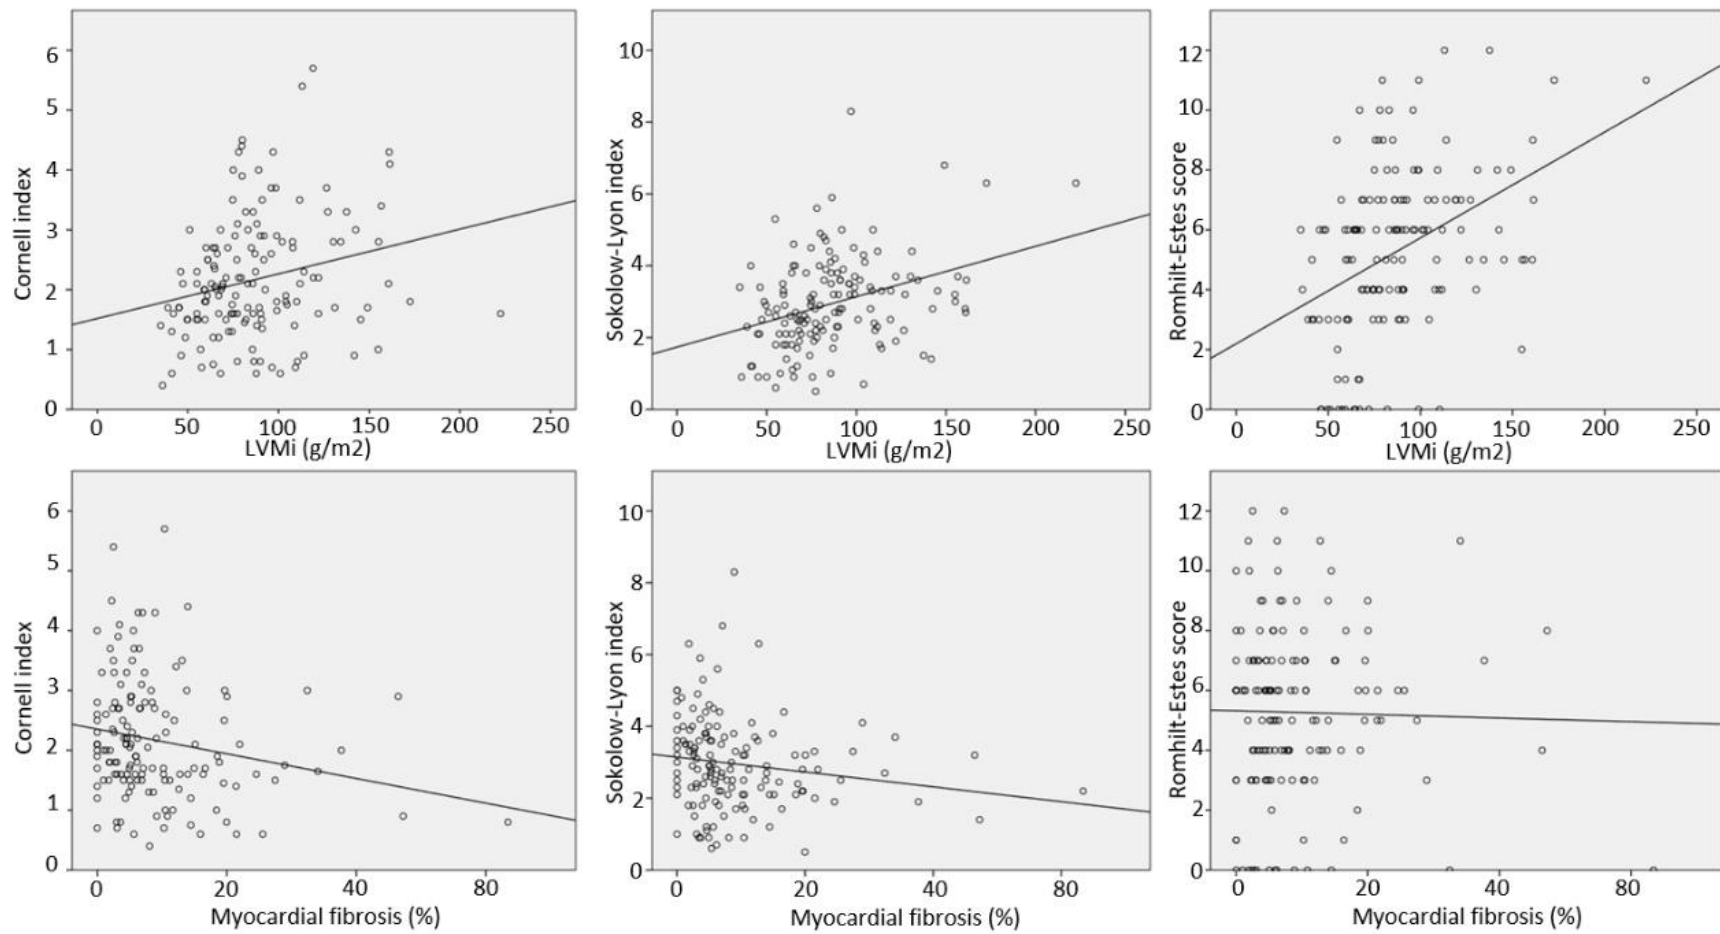 Cornell index
6
5
4
3
2
1
0
0 50 100 150 200 250
LVMi (g/m2)
Sokolow-Lyon index
10
8
6
4
2
0
0 50 100 150 200 250
LVMi (g/m2)
Romhilt-Estes score
12
10
8
6
4
2
0
0 50 100 150 200 250
LVMi (g/m2)
Cornell index
6
5
4
3
2
1
0
0 20 40 80
Myocardial fibrosis (%)
Sokolow-Lyon index
10
8
6
4
2
0
0 20 40 80
Myocardial fibrosis (%)
Romhilt-Estes score
12
10
8
6
4
2
0
0 20 40 80
Myocardial fibrosis (%)